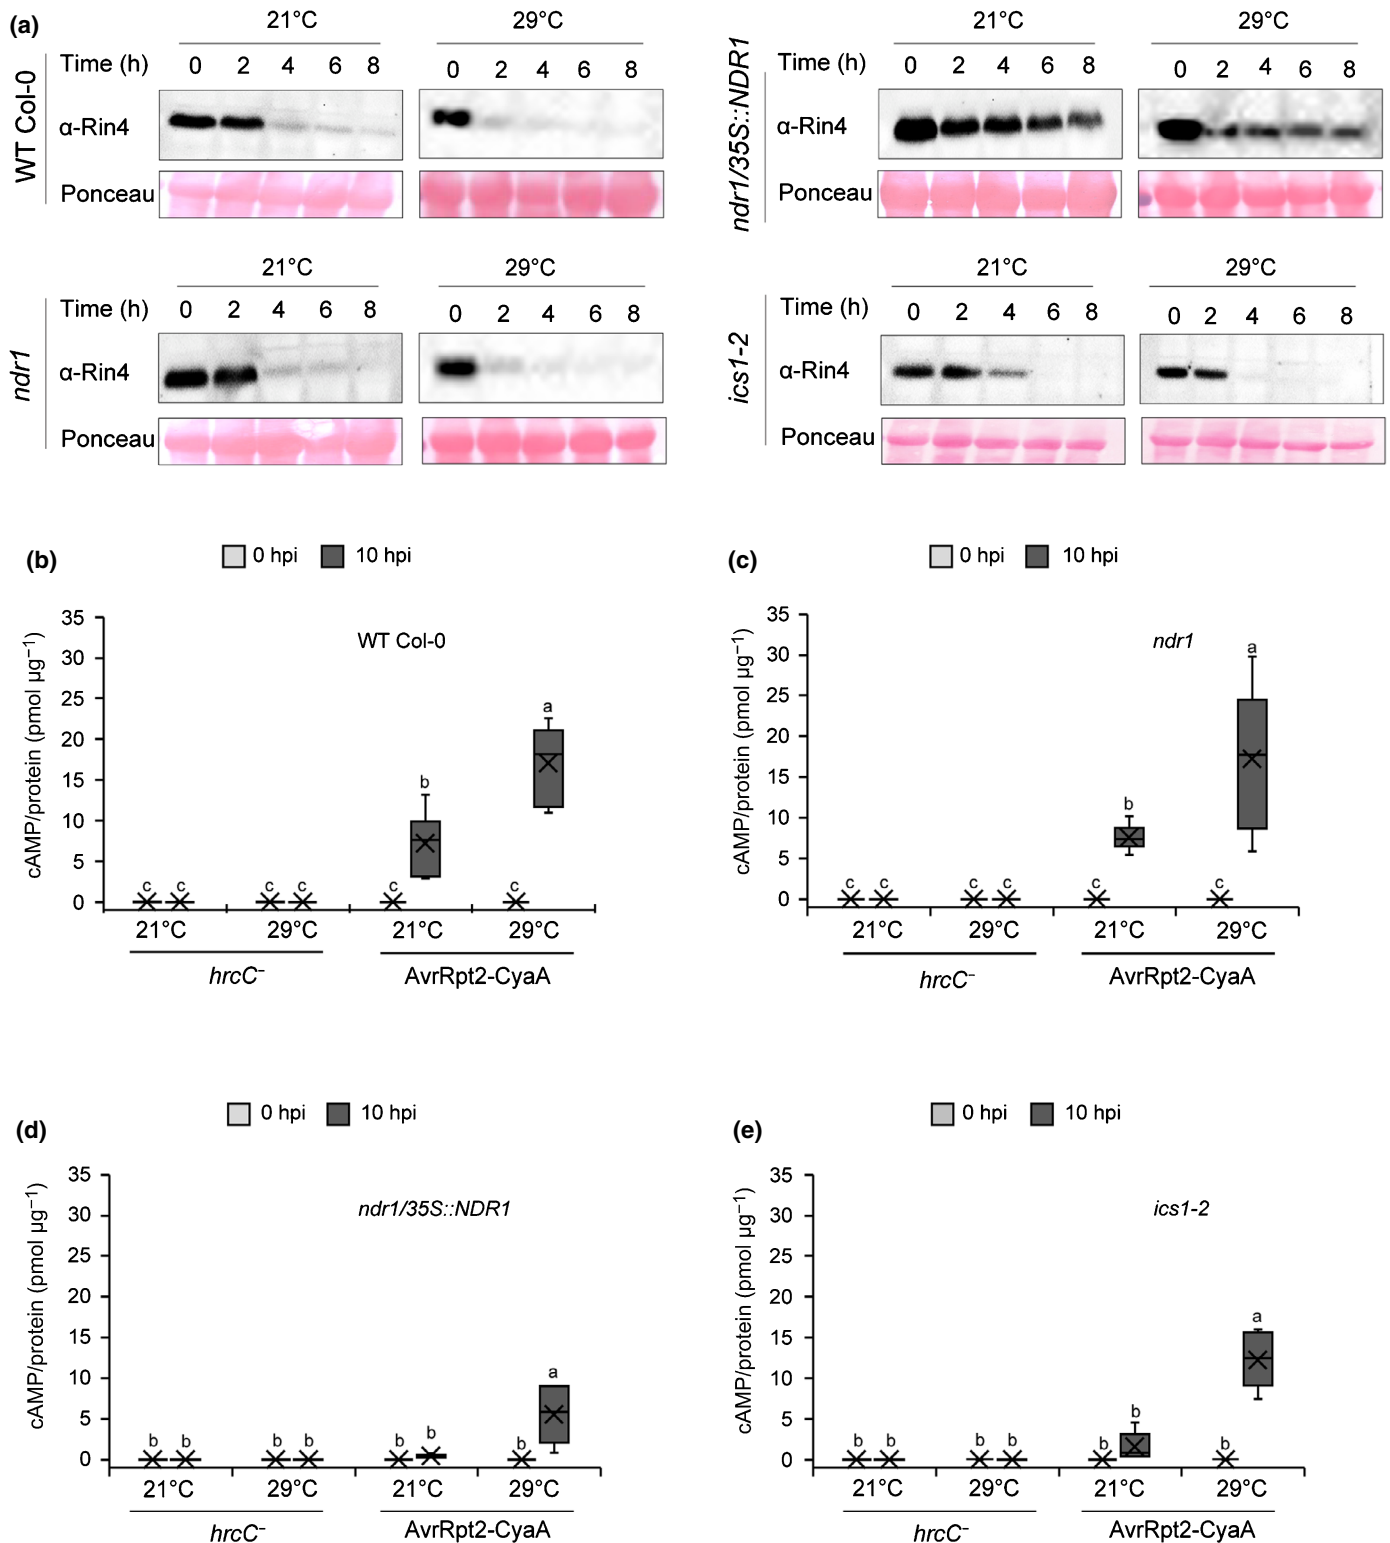 (a)
21°C 29°C
WT Col-0
Time (h) 0 2 4 6 8 0 2 4 6 8
α-Rin4
Ponceau
21°C 29°C
ndr1/35S::NDR1
Time (h) 0 2 4 6 8 0 2 4 6 8
α-Rin4
Ponceau
21°C 29°C
ndr1
Time (h) 0 2 4 6 8 0 2 4 6 8
α-Rin4
Ponceau
21°C 29°C
ics1-2
Time (h) 0 2 4 6 8 0 2 4 6 8
α-Rin4
Ponceau
(b)
0 hpi 10 hpi
WT Col-0
cAMP/protein (pmol µg⁻¹)
35
30
25
20
15
10
5
0
c c c c c b c a
21°C 29°C 21°C 29°C
hrcC⁻ AvrRpt2-CyaA
(c)
0 hpi 10 hpi
ndr1
cAMP/protein (pmol µg⁻¹)
35
30
25
20
15
10
5
0
c c c c c b c a
21°C 29°C 21°C 29°C
hrcC⁻ AvrRpt2-CyaA
(d)
0 hpi 10 hpi
ndr1/35S::NDR1
cAMP/protein (pmol µg⁻¹)
35
30
25
20
15
10
5
0
b b b b b b b a
21°C 29°C 21°C 29°C
hrcC⁻ AvrRpt2-CyaA
(e)
0 hpi 10 hpi
ics1-2
cAMP/protein (pmol µg⁻¹)
35
30
25
20
15
10
5
0
b b b b b b b a
21°C 29°C 21°C 29°C
hrcC⁻ AvrRpt2-CyaA